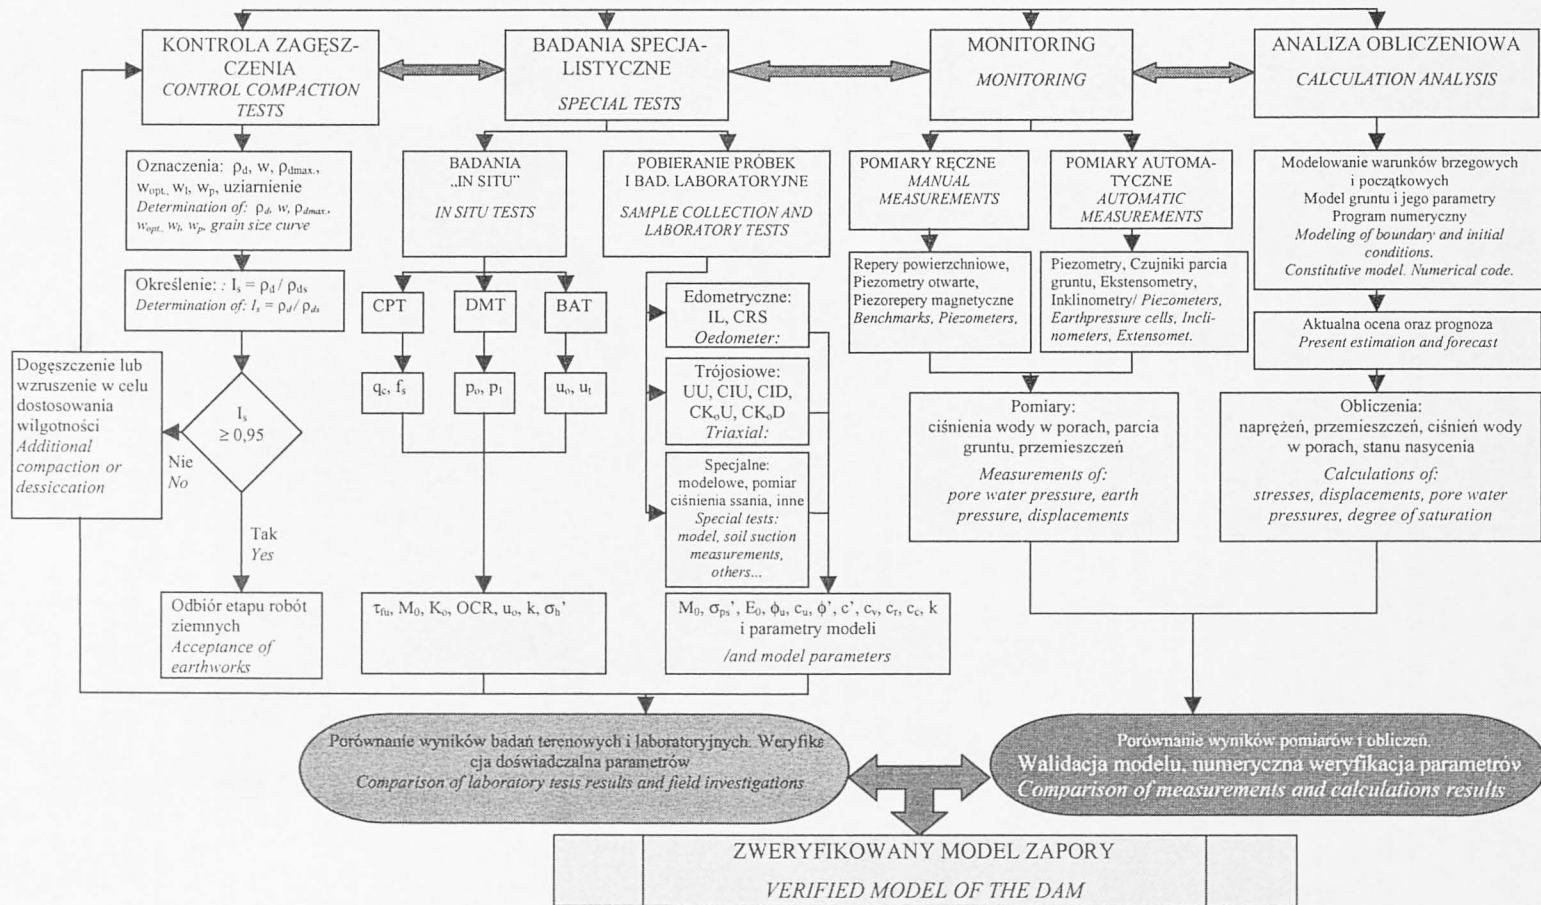 KONTROLA ZAGĘSZ-
CZENIA
CONTROL COMPACTION
TESTS
BADANIA SPECJA-
LISTYCZNE
SPECIAL TESTS
MONITORING
MONITORING
ANALIZA OBLICZENIOWA
CALCULATION ANALYSIS
Oznaczenia: ρd, w, ρdmax.,
wopt., wl, wp, uziarnienie
Determination of: ρd, w, ρdmax.,
wopt., wl, wp, grain size curve
Określenie: : Is = ρd / ρds
Determination of: Is = ρd / ρds
Dogęszczenie lub
wzruszenie w celu
dostosowania
wilgotności
Additional
compaction or
dessiccation
Is
≥ 0,95
Nie
No
Tak
Yes
Odbiór etapu robót
ziemnych
Acceptance of
earthworks
BADANIA
„IN SITU"
IN SITU TESTS
CPT
DMT
BAT
qc, fs
po, p1
uo, ut
τfu, M0, Ko, OCR, uo, k, σh'
POBIERANIE PRÓBEK
I BAD. LABORATORYJNE
SAMPLE COLLECTION AND
LABORATORY TESTS
Edometryczne:
IL, CRS
Oedometer:
Trójosiowe:
UU, CIU, CID,
CKoU, CKoD
Triaxial:
Specjalne:
modelowe, pomiar
ciśnienia ssania, inne
Special tests:
model, soil suction
measurements,
others...
M0, σps', E0, ϕu, cu, ϕ', c', cv, cr, cc, k
i parametry modeli
/and model parameters
POMIARY RĘCZNE
MANUAL
MEASUREMENTS
Repery powierzchniowe,
Piezometry otwarte,
Piezorepery magnetyczne
Benchmarks, Piezometers,
POMIARY AUTOMA-
TYCZNE
AUTOMATIC
MEASUREMENTS
Piezometry, Czujniki parcia
gruntu, Ekstensometry,
Inklinometry/ Piezometers,
Earthpressure cells, Incli-
nometers, Extensomet.
Pomiary:
ciśnienia wody w porach, parcia
gruntu, przemieszczeń
Measurements of:
pore water pressure, earth
pressure, displacements
Modelowanie warunków brzegowych
i początkowych
Model gruntu i jego parametry
Program numeryczny
Modeling of boundary and initial
conditions.
Constitutive model. Numerical code.
Aktualna ocena oraz prognoza
Present estimation and forecast
Obliczenia:
naprężeń, przemieszczeń, ciśnień wody
w porach, stanu nasycenia
Calculations of:
stresses, displacements, pore water
pressures, degree of saturation
Porównanie wyników badań terenowych i laboratoryjnych. Weryfika
cja doświadczalna parametrów
Comparison of laboratory tests results and field investigations
Porównanie wyników pomiarów i obliczeń.
Walidacja modelu, numeryczna weryfikacja parametrów
Comparison of measurements and calculations results
ZWERYFIKOWANY MODEL ZAPORY
VERIFIED MODEL OF THE DAM